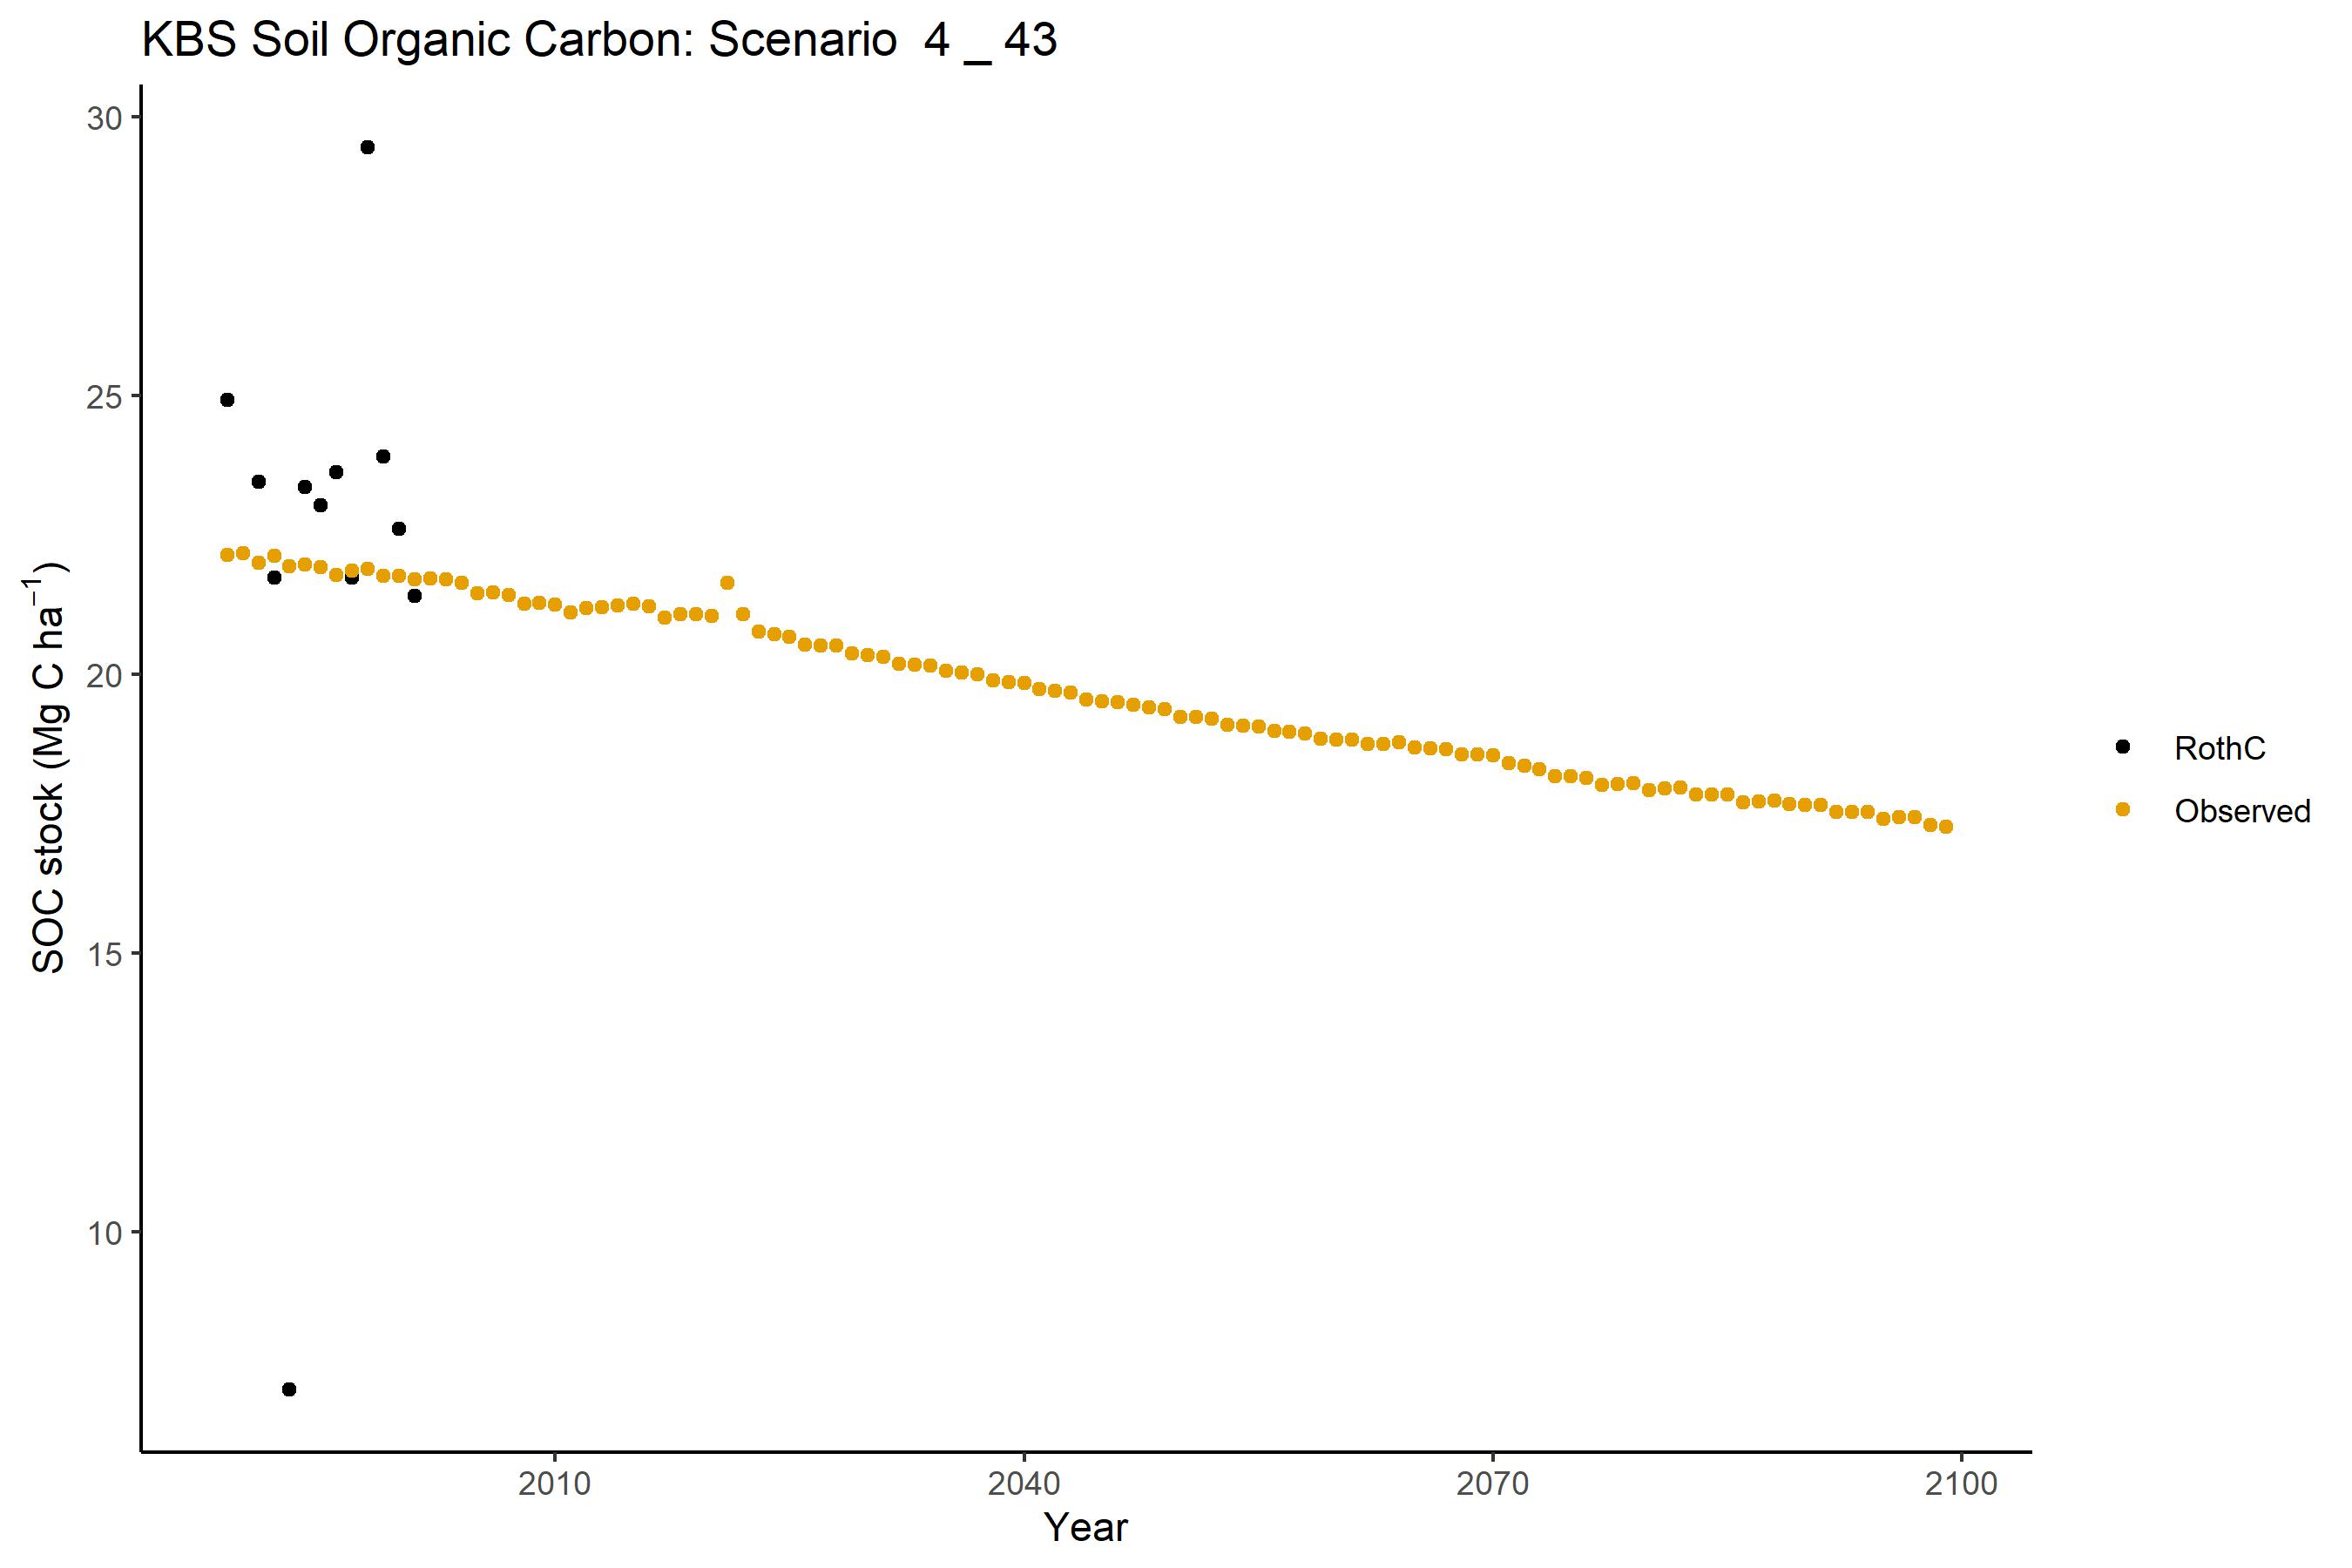 KBS Soil Organic Carbon: Scenario  4 _ 43
SOC stock (Mg C ha⁻¹)
30
25
20
15
10
2010
2040
2070
2100
Year
RothC
Observed